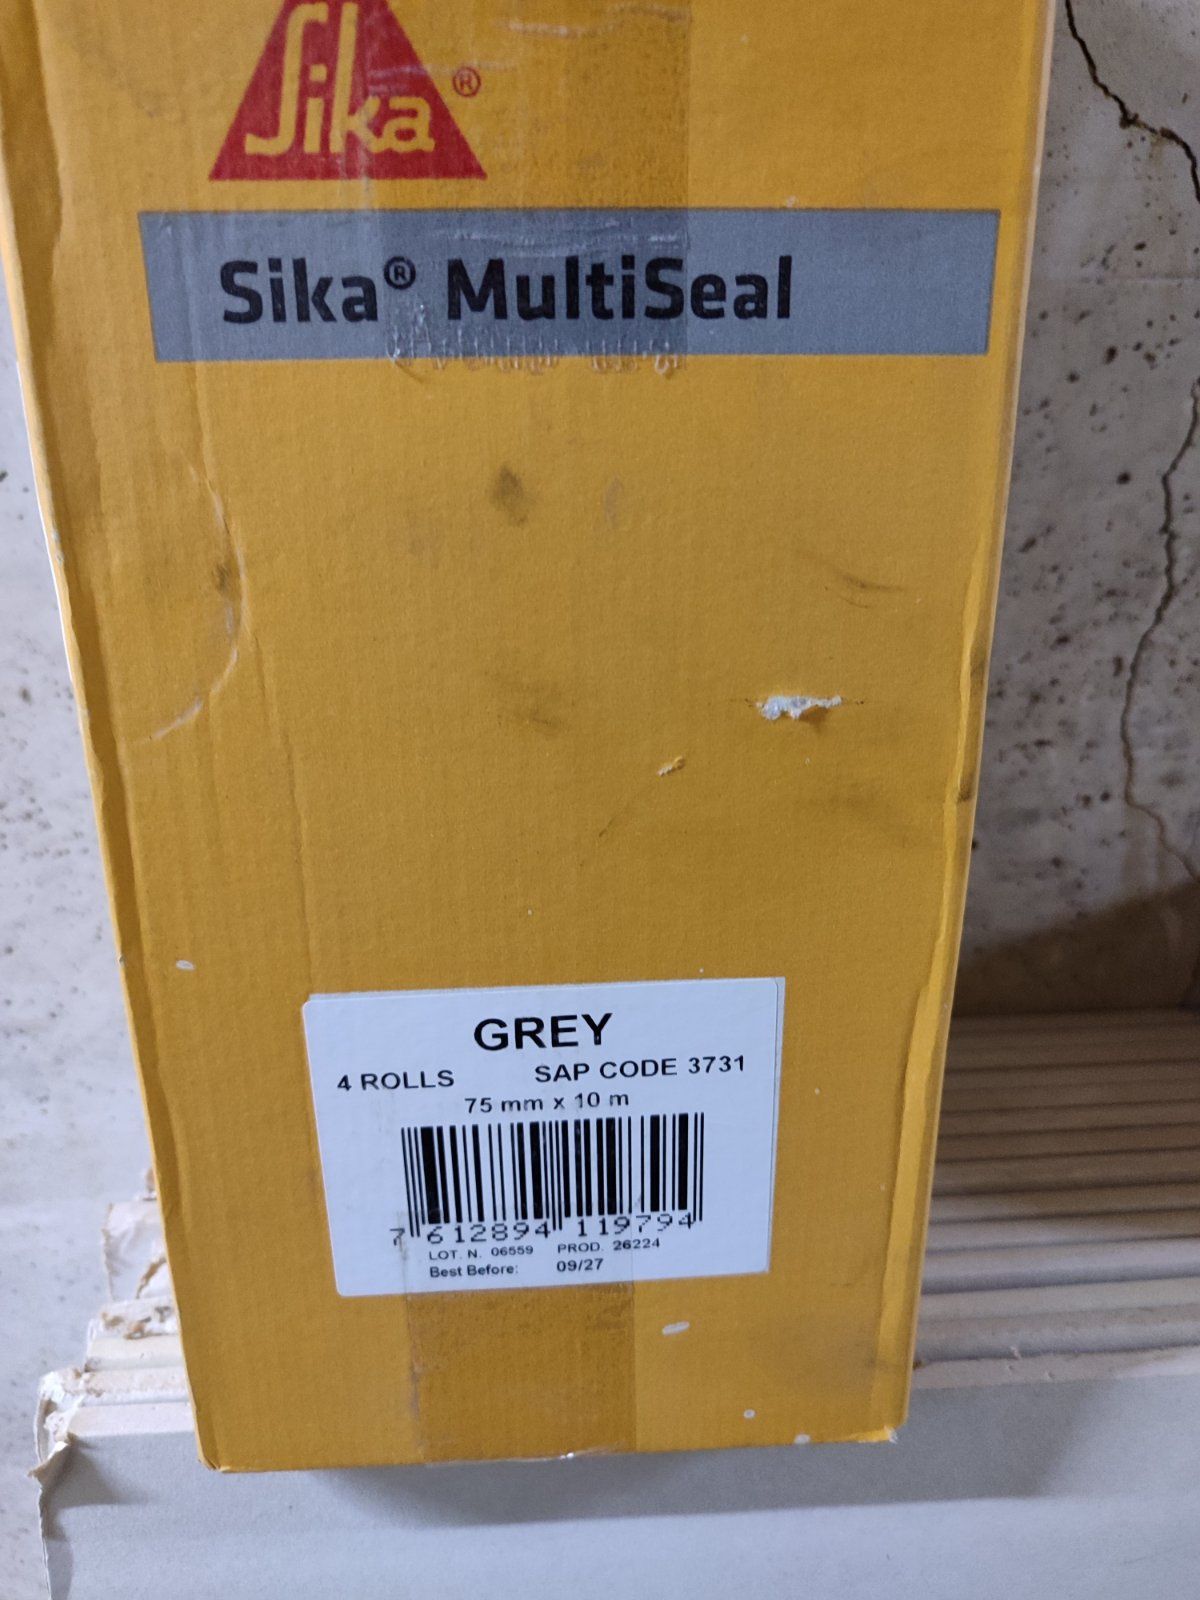 Sika®
Sika® MultiSeal
GREY
4 ROLLS SAP CODE 3731
75 mm x 10 m
7 612894 119794
LOT. N. 06559 PROD. 26224
Best Before: 09/27